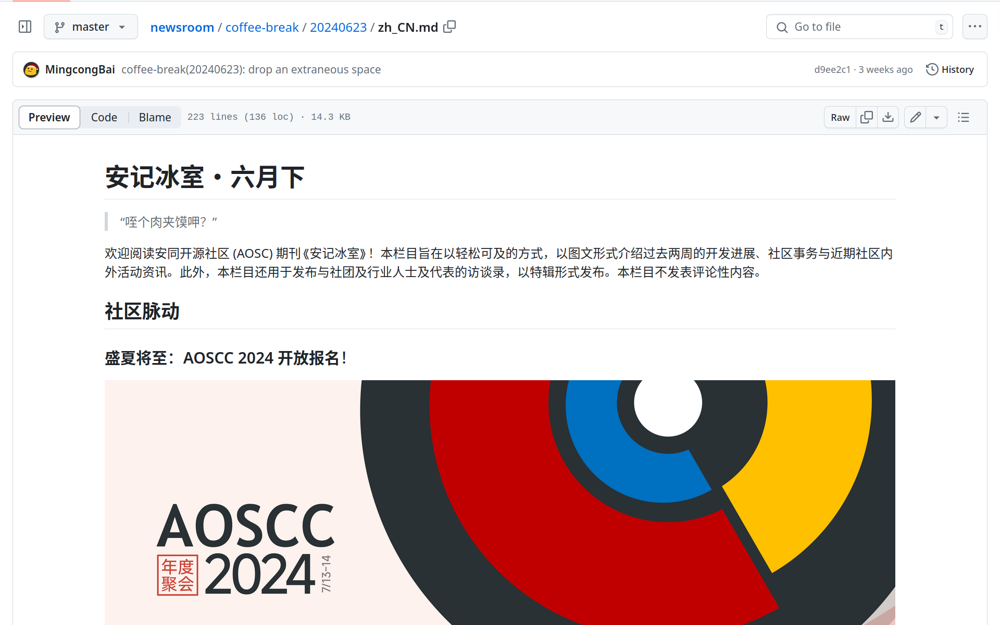 master
newsroom / coffee-break / 20240623 / zh_CN.md
Go to file
t
MingcongBai coffee-break(20240623): drop an extraneous space
d9ee2c1 · 3 weeks ago
History
Preview
Code
Blame
223 lines (136 loc) · 14.3 KB
Raw
安记冰室 · 六月下
“咥个肉夹馍呷？”
欢迎阅读安同开源社区 (AOSC) 期刊《安记冰室》！本栏目旨在以轻松可及的方式，以图文形式介绍过去两周的开发进展、社区事务与近期社区内
外活动资讯。此外，本栏目还用于发布与社团及行业人士及代表的访谈录，以特辑形式发布。本栏目不发表评论性内容。
社区脉动
盛夏将至：AOSCC 2024 开放报名！
AOSCC
年度
聚会
2024
7/13-14